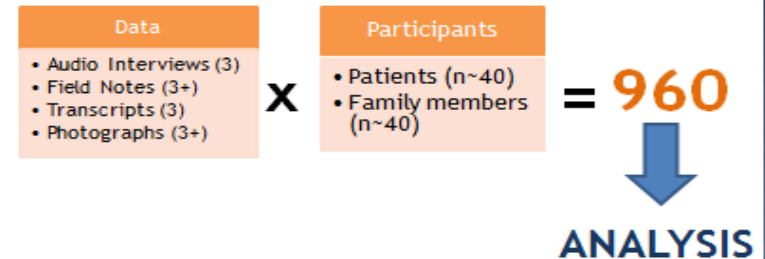 Data
• Audio Interviews (3)
• Field Notes (3+)
• Transcripts (3)
• Photographs (3+)
X
Participants
• Patients (n~40)
• Family members
(n~40)
= 960
ANALYSIS